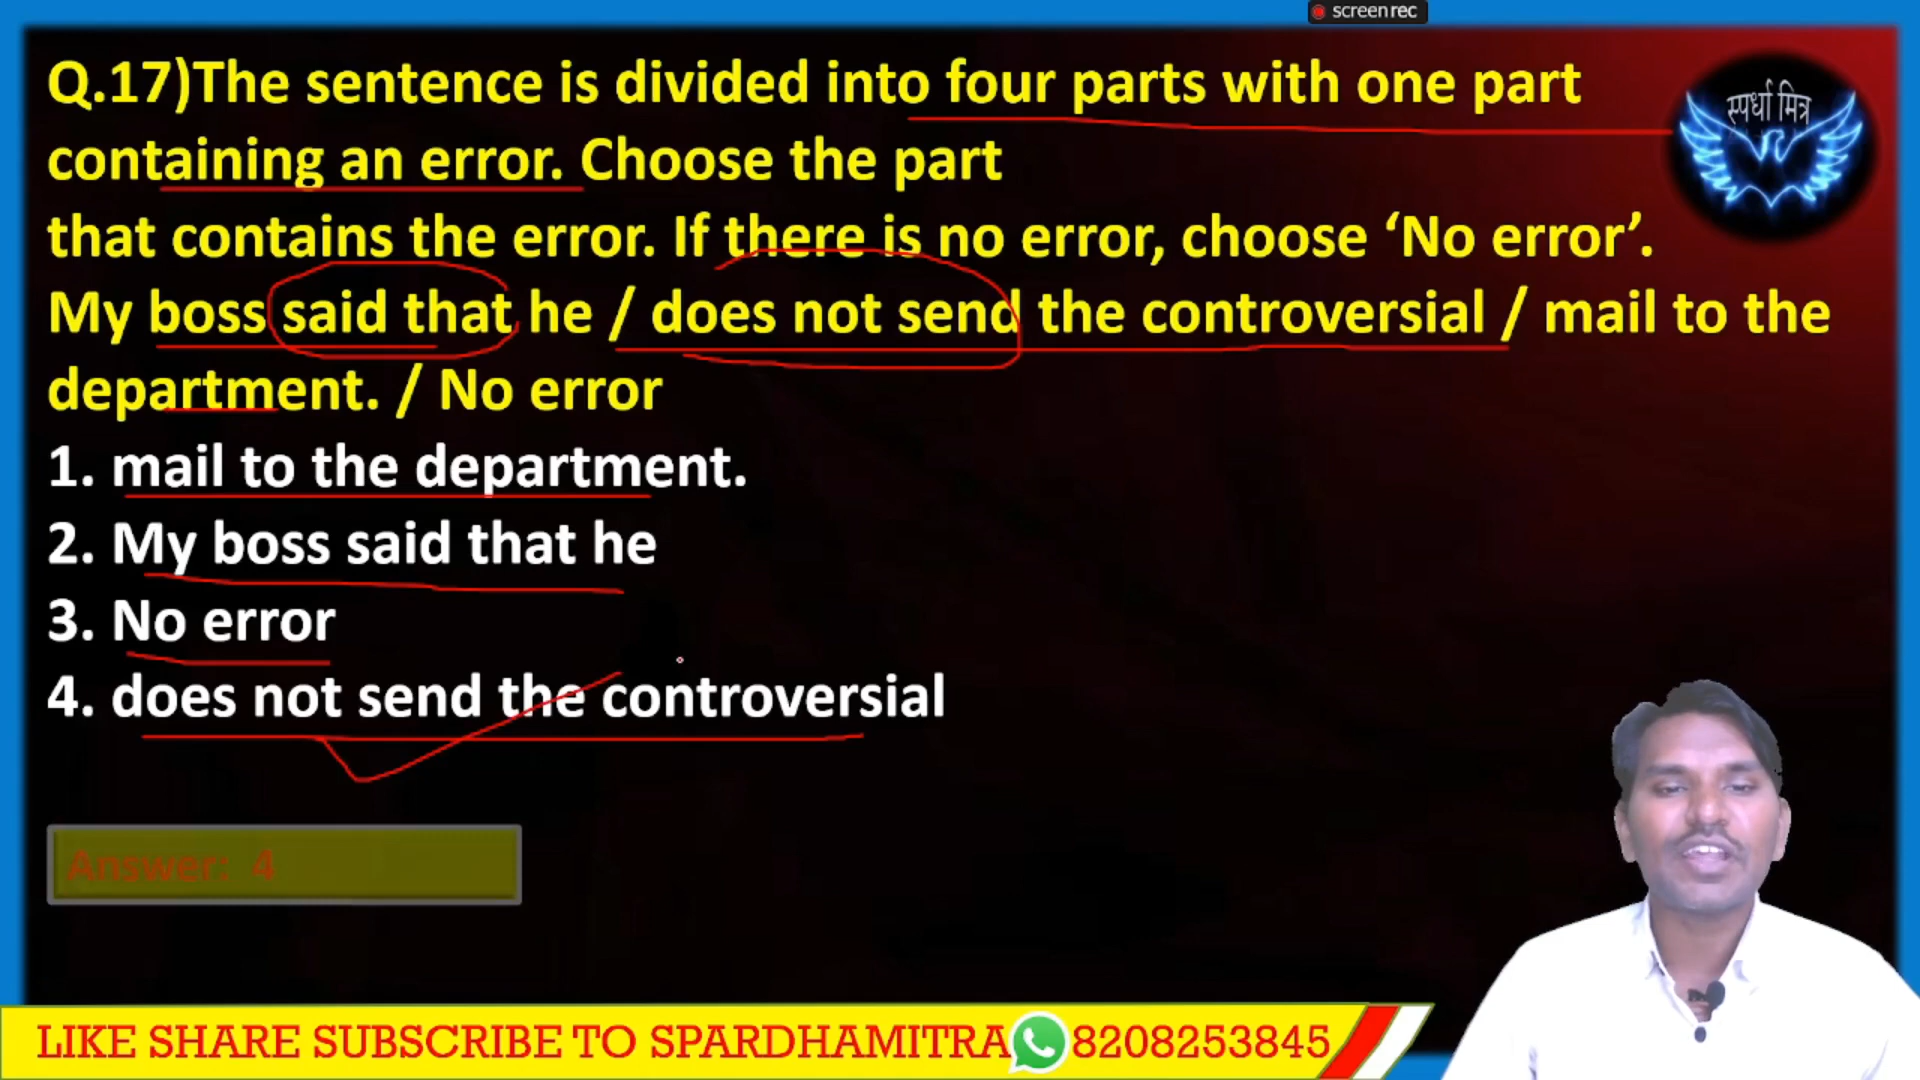 screenrec
Q.17)The sentence is divided into four parts with one part
स्पर्धा मित्र
containing an error. Choose the part
that contains the error. If there is no error, choose ‘No error’.
My boss said that he / does not send the controversial / mail to the
department. / No error
1. mail to the department.
2. My boss said that he
3. No error
4. does not send the controversial
Answer: 4
LIKE SHARE SUBSCRIBE TO SPARDHAMITRA 8208253845